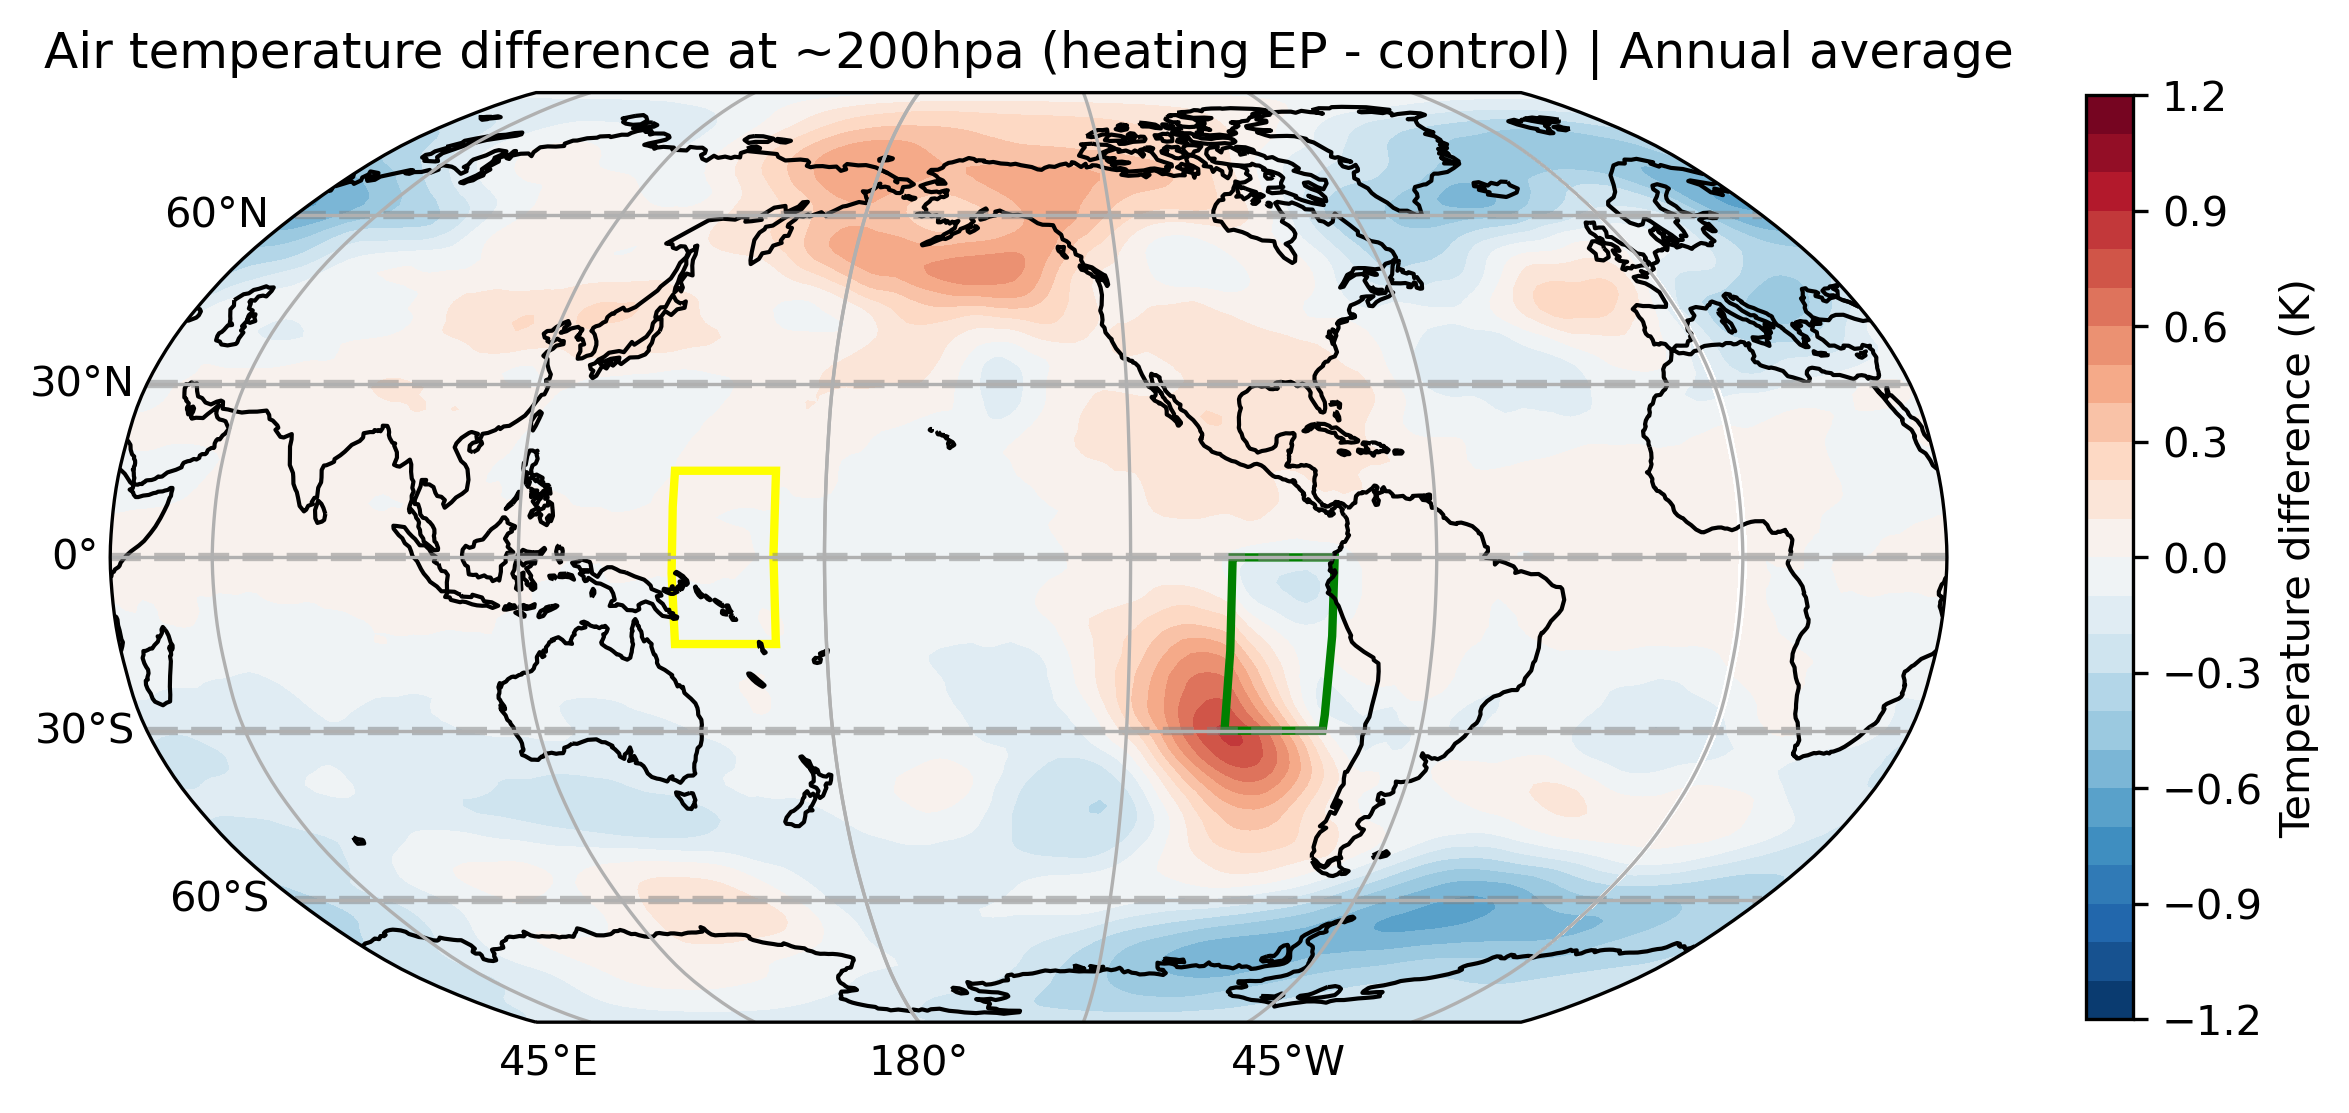 Air temperature difference at ~200hpa (heating EP - control) | Annual average
60°N
30°N
0°
30°S
60°S
45°E
180°
45°W
1.2
0.9
0.6
0.3
0.0
−0.3
−0.6
−0.9
−1.2
Temperature difference (K)